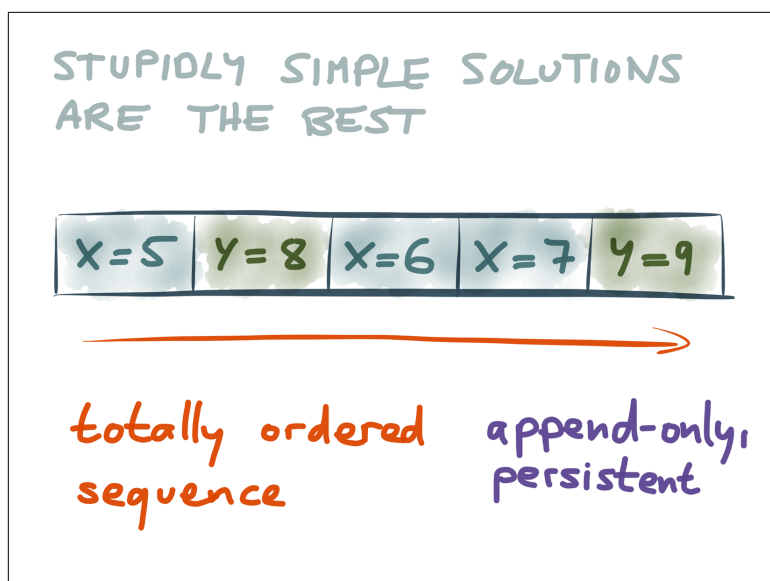 STUPIDLY SIMPLE SOLUTIONS
ARE THE BEST
X=5 Y=8 X=6 X=7 Y=9
totally ordered
sequence
append-only,
persistent